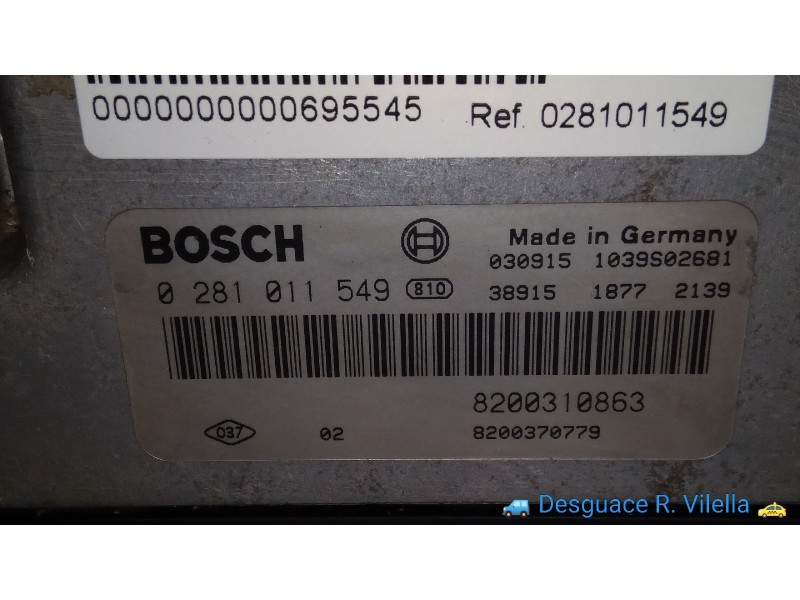 0000000000695545 Ref. 0281011549
BOSCH Made in Germany
030915 1039S02681
0 281 011 549 810 38915 1877 2139
8200310863
037 02 8200370779
Desguace R. Vilella